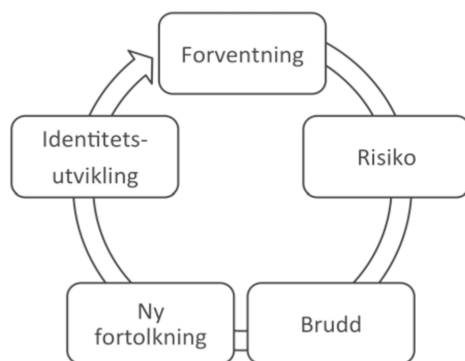 Forventning
Risiko
Brudd
Ny
fortolkning
Identitets-
utvikling